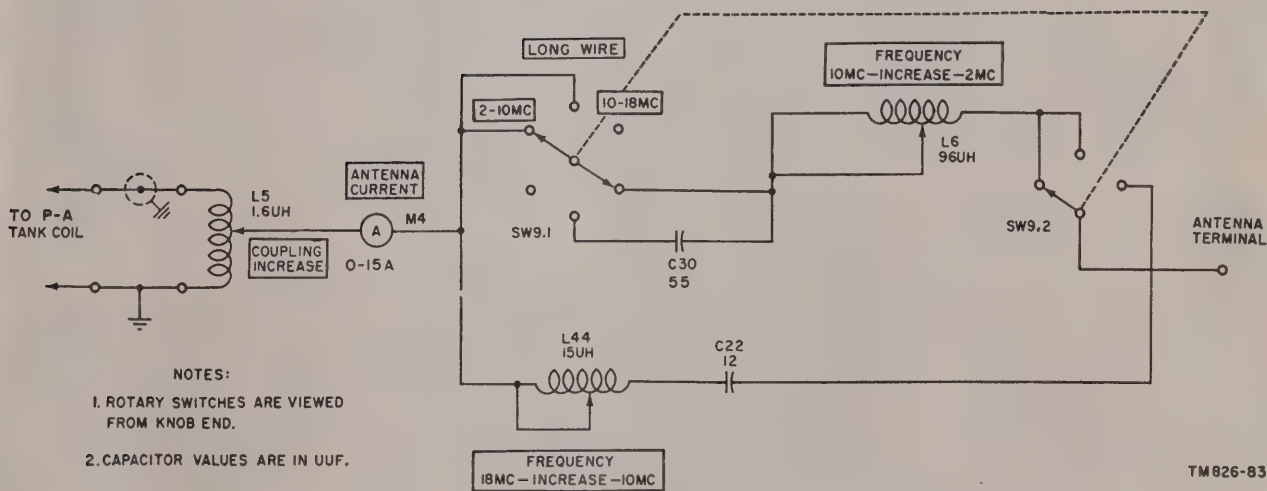 LONG WIRE
2-10MC
10-18MC
FREQUENCY
10MC-INCREASE-2MC
L6
96UH
ANTENNA
CURRENT
M4
A
0-15A
L5
1.6UH
TO P-A
TANK COIL
COUPLING
INCREASE
SW9.1
C30
55
SW9.2
ANTENNA
TERMINAL
L44
15UH
C22
12
FREQUENCY
18MC-INCREASE-10MC
NOTES:
1. ROTARY SWITCHES ARE VIEWED
FROM KNOB END.
2. CAPACITOR VALUES ARE IN UUF.
TM826-83